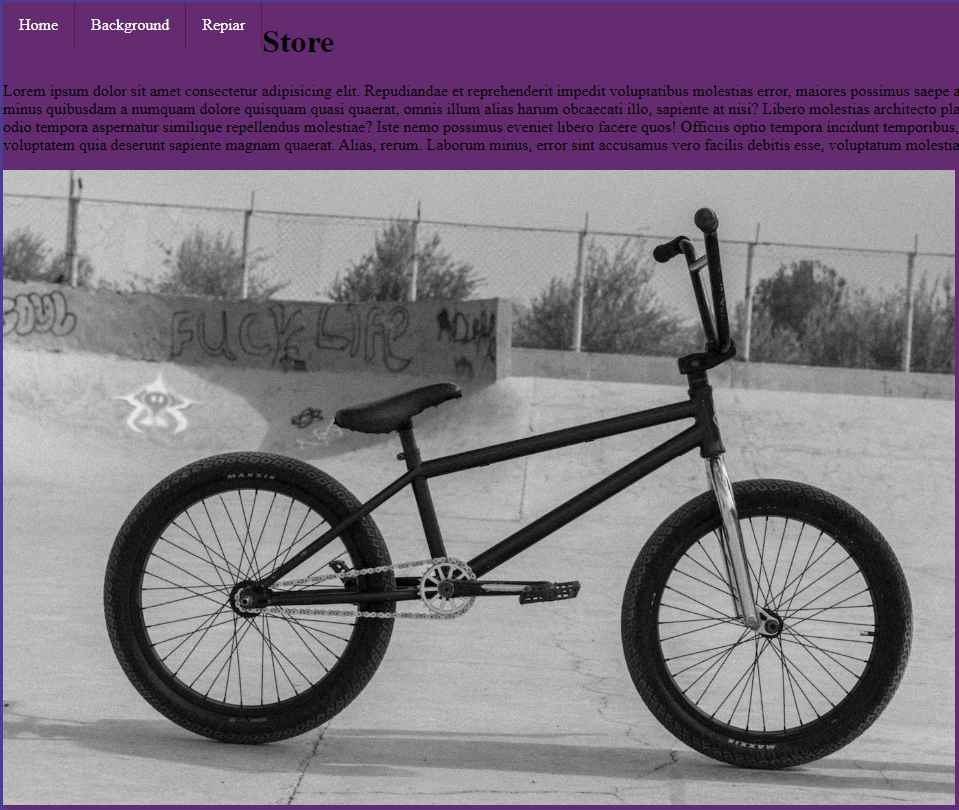 Home Background Repiar
Store
Lorem ipsum dolor sit amet consectetur adipisicing elit. Repudiandae et reprehenderit impedit voluptatibus molestias error, maiores possimus saepe a
minus quibusdam a numquam dolore quisquam quasi quaerat, omnis illum alias harum obcaecati illo, sapiente at nisi? Libero molestias architecto pla
odio tempora aspernatur similique repellendus molestiae? Iste nemo possimus eveniet libero facere quos! Officiis optio tempora incidunt temporibus,
voluptatem quia deserunt sapiente magnam quaerat. Alias, rerum. Laborum minus, error sint accusamus vero facilis debitis esse, voluptatum molestia
FUCK LIFE
MAXXIS
MAXXIS